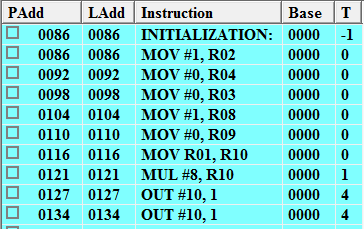 PAdd LAdd Instruction Base T
0086 0086 INITIALIZATION: 0000 -1
0086 0086 MOV #1, R02 0000 0
0092 0092 MOV #0, R04 0000 0
0098 0098 MOV #0, R03 0000 0
0104 0104 MOV #1, R08 0000 0
0110 0110 MOV #0, R09 0000 0
0116 0116 MOV R01, R10 0000 0
0121 0121 MUL #8, R10 0000 1
0127 0127 OUT #10, 1 0000 4
0134 0134 OUT #10, 1 0000 4